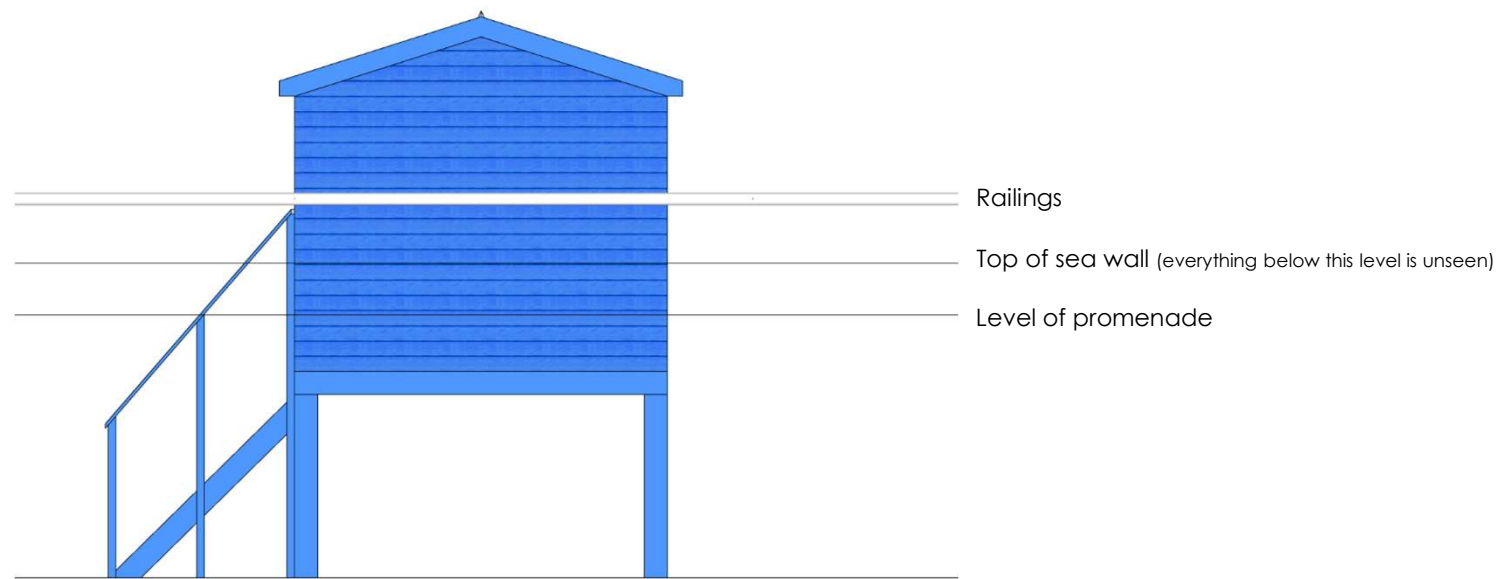 Railings
Top of sea wall (everything below this level is unseen)
Level of promenade